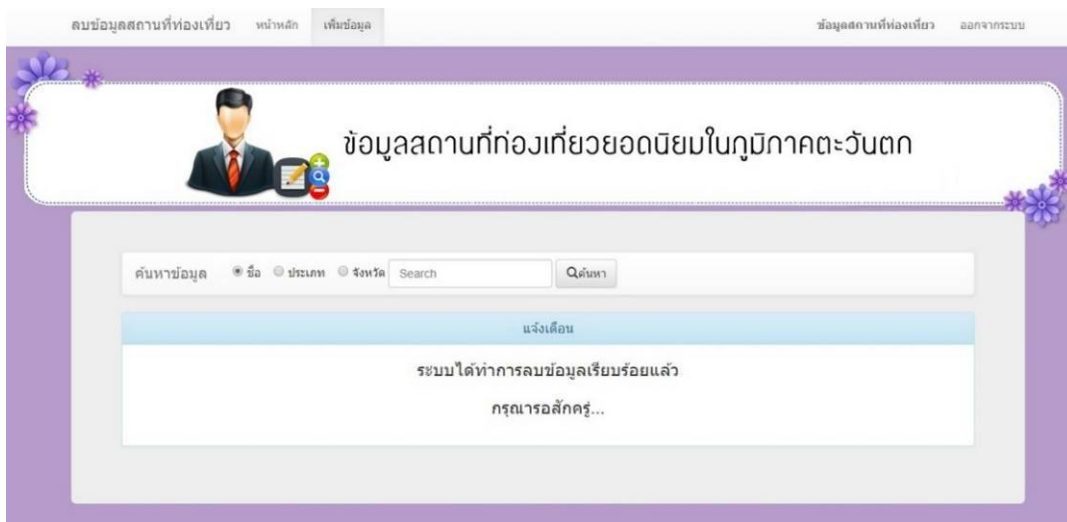 ลบข้อมูลสถานที่ท่องเที่ยว หน้าหลัก เพิ่มข้อมูล ข้อมูลสถานที่ท่องเที่ยว ออกจากระบบ
ข้อมูลสถานที่ท่องเที่ยวยอดนิยมในภูมิภาคตะวันตก
ค้นหาข้อมูล ชื่อ ประเภท จังหวัด Search ค้นหา
แจ้งเตือน
ระบบได้ทำการลบข้อมูลเรียบร้อยแล้ว
กรุณารอสักครู่...